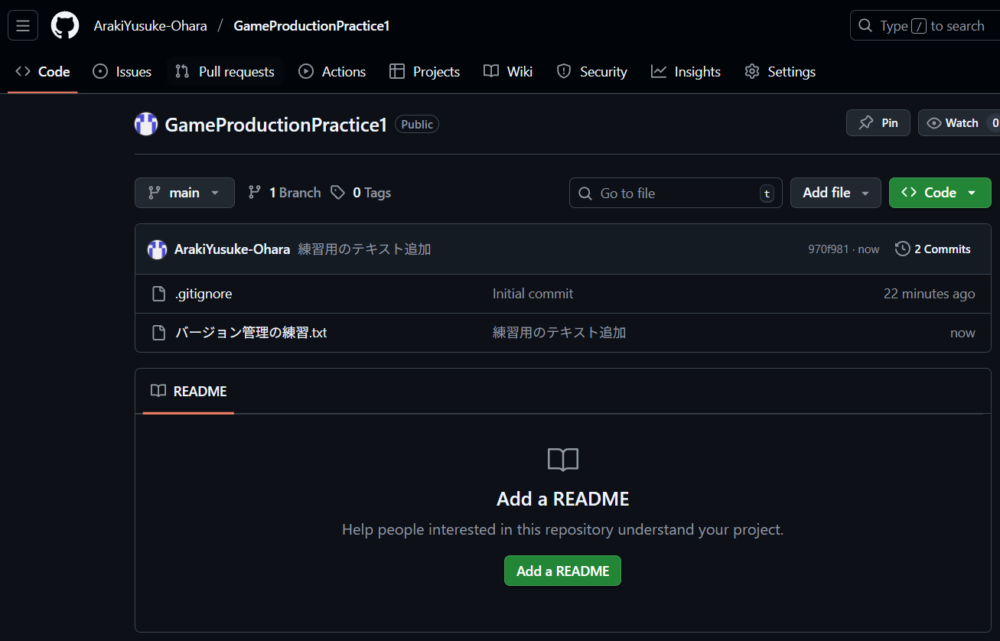 ArakiYusuke-Ohara / GameProductionPractice1 Type / to search
Code Issues Pull requests Actions Projects Wiki Security Insights Settings
GameProductionPractice1 Public Pin Watch 0
main 1 Branch 0 Tags Go to file t Add file Code
ArakiYusuke-Ohara 練習用のテキスト追加 970f981 · now 2 Commits
.gitignore Initial commit 22 minutes ago
バージョン管理の練習.txt 練習用のテキスト追加 now
README
Add a README
Help people interested in this repository understand your project.
Add a README